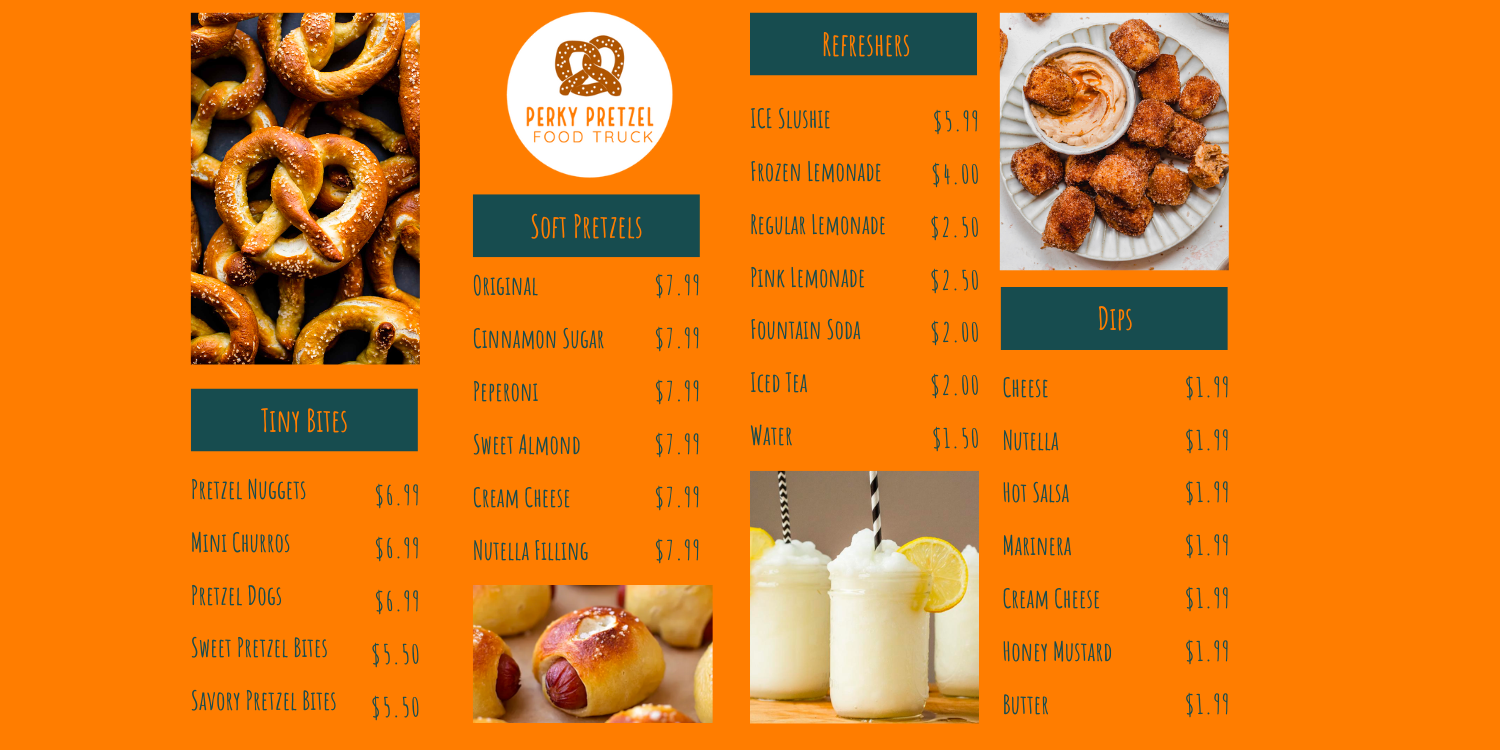 Tiny Bites
Pretzel Nuggets $6.99
Mini Churros $6.99
Pretzel Dogs $6.99
Sweet Pretzel Bites $5.50
Savory Pretzel Bites $5.50
PERKY PRETZEL
FOOD TRUCK
Soft Pretzels
Original $7.99
Cinnamon Sugar $7.99
Peperoni $7.99
Sweet Almond $7.99
Cream Cheese $7.99
Nutella Filling $7.99
Refreshers
ICE Slushie $5.99
Frozen Lemonade $4.00
Regular Lemonade $2.50
Pink Lemonade $2.50
Fountain Soda $2.00
Iced Tea $2.00
Water $1.50
Dips
Cheese $1.99
Nutella $1.99
Hot Salsa $1.99
Marinera $1.99
Cream Cheese $1.99
Honey Mustard $1.99
Butter $1.99